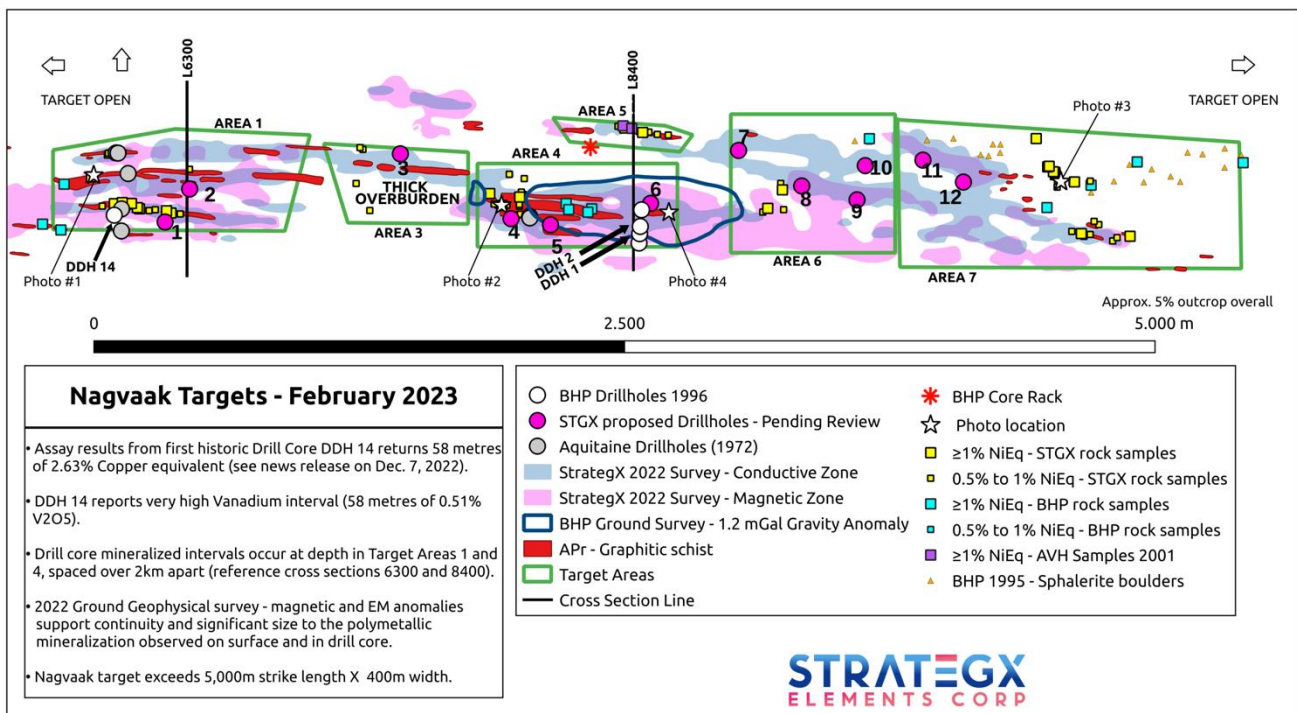 L6300
L8400
TARGET OPEN
AREA 1
AREA 5
Photo #3
TARGET OPEN
7
3
10
11
THICK
OVERBURDEN
AREA 4
2
6
8
9
12
1
AREA 3
4
5
DDH 14
DDH 2
DDH 1
AREA 6
AREA 7
Photo #1
Photo #2
Photo #4
Approx. 5% outcrop overall
0
2.500
5.000 m
Nagvaak Targets - February 2023
• Assay results from first historic Drill Core DDH 14 returns 58 metres
of 2.63% Copper equivalent (see news release on Dec. 7, 2022).
• DDH 14 reports very high Vanadium interval (58 metres of 0.51%
V2O5).
• Drill core mineralized intervals occur at depth in Target Areas 1 and
4, spaced over 2km apart (reference cross sections 6300 and 8400).
• 2022 Ground Geophysical survey - magnetic and EM anomalies
support continuity and significant size to the polymetallic
mineralization observed on surface and in drill core.
• Nagvaak target exceeds 5,000m strike length X 400m width.
BHP Drillholes 1996
STGX proposed Drillholes - Pending Review
Aquitaine Drillholes (1972)
StrategX 2022 Survey - Conductive Zone
StrategX 2022 Survey - Magnetic Zone
BHP Ground Survey - 1.2 mGal Gravity Anomaly
APr - Graphitic schist
Target Areas
Cross Section Line
BHP Core Rack
Photo location
≥1% NiEq - STGX rock samples
0.5% to 1% NiEq - STGX rock samples
≥1% NiEq - BHP rock samples
0.5% to 1% NiEq - BHP rock samples
≥1% NiEq - AVH Samples 2001
BHP 1995 - Sphalerite boulders
STRATEGX
ELEMENTS CORP